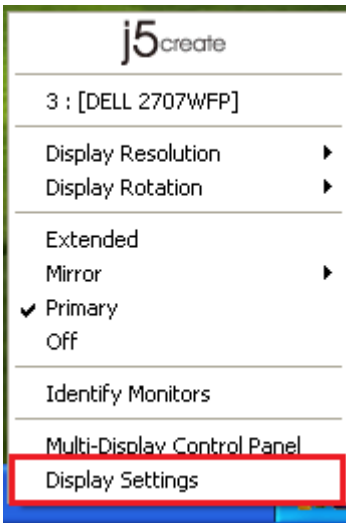 j5create
3 : [DELL 2707WFP]
Display Resolution
Display Rotation
Extended
Mirror
Primary
Off
Identify Monitors
Multi-Display Control Panel
Display Settings